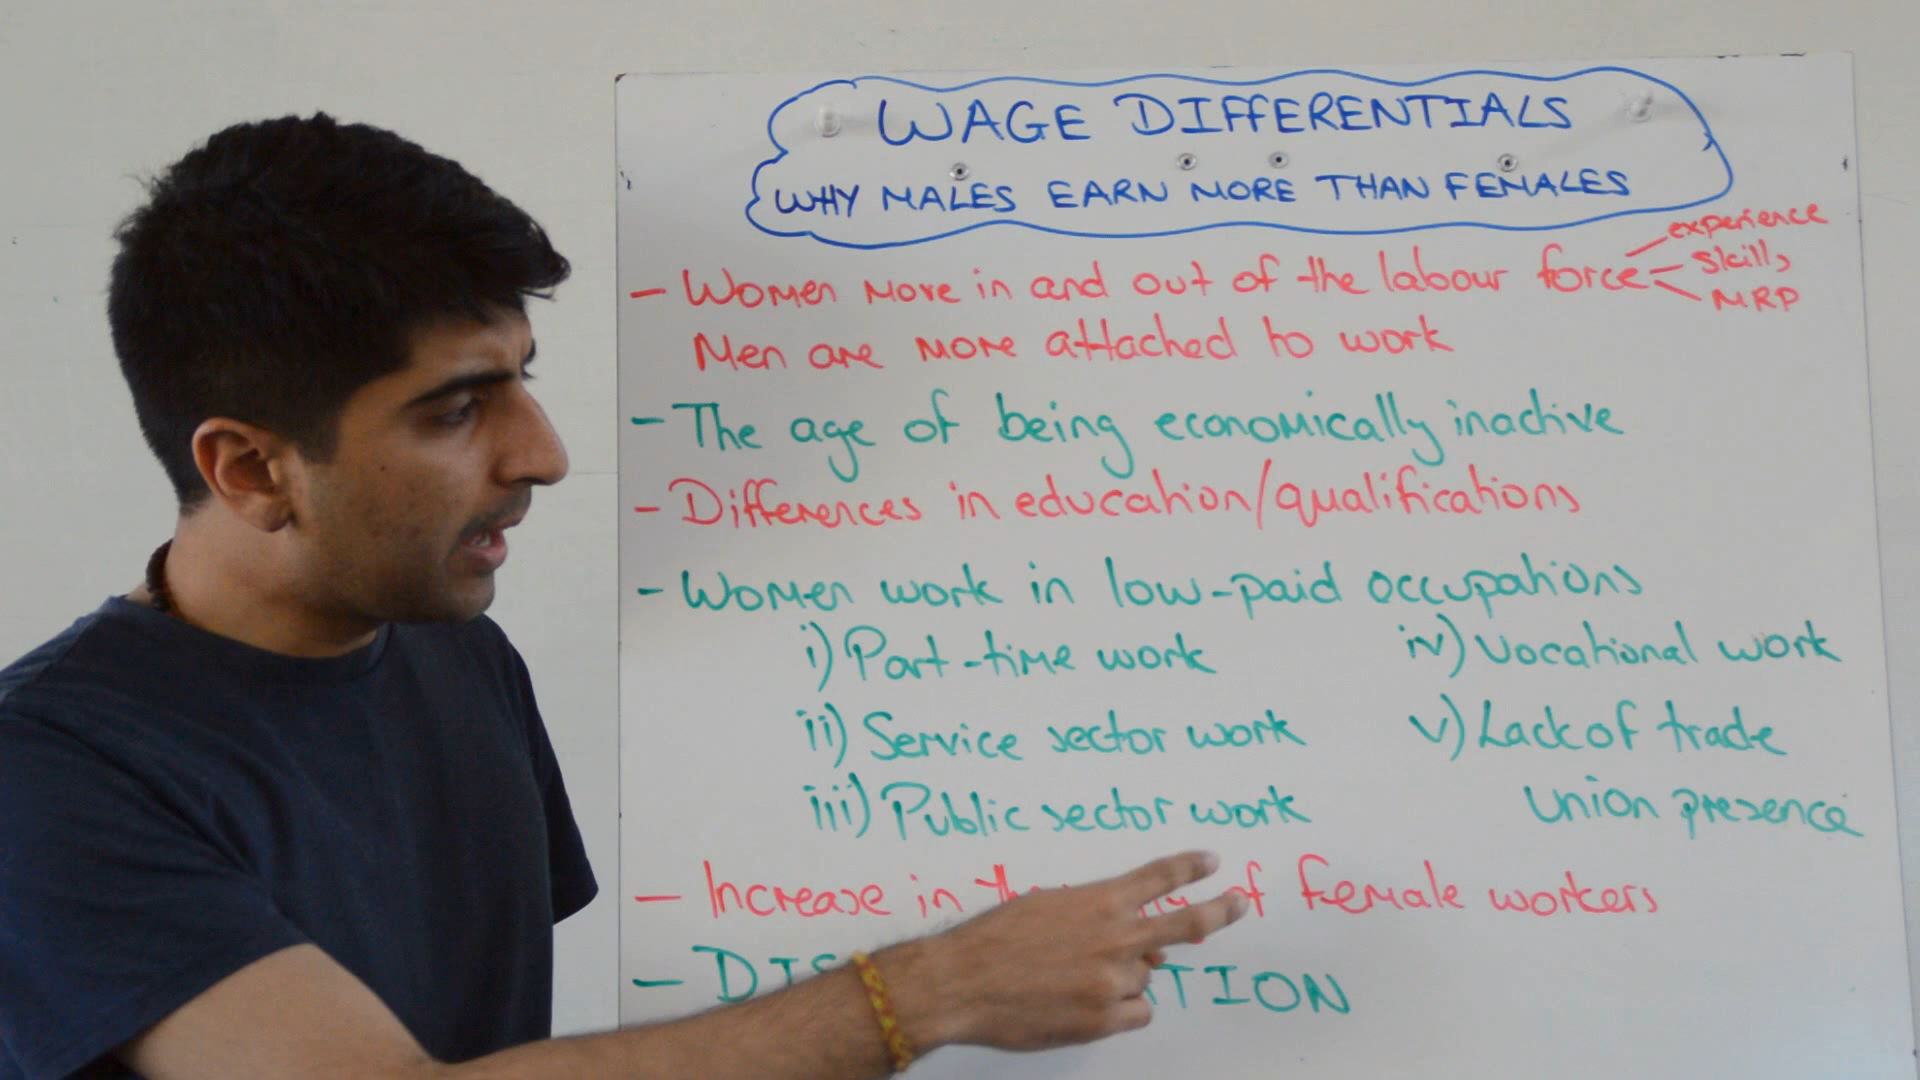 WAGE DIFFERENTIALS
WHY MALES EARN MORE THAN FEMALES
- Women move in and out of the labour force
experience
skills
MRP
Men are more attached to work
- The age of being economically inactive
- Differences in education/qualifications
- Women work in low-paid occupations
i) Part-time work
iv) Vocational work
ii) Service sector work
v) Lack of trade
iii) Public sector work
Union presence
- Increase in of female workers